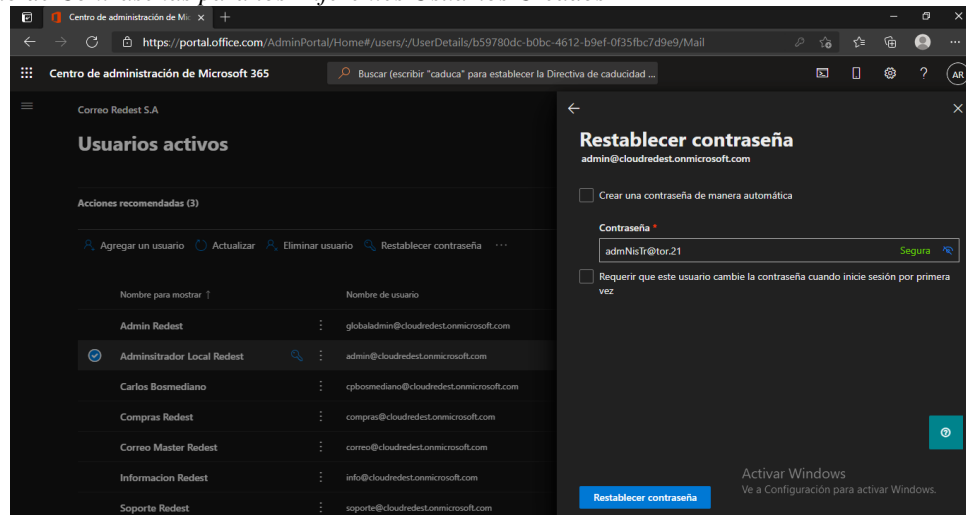 Centro de administración de Mic
https://portal.office.com/AdminPortal/Home#/users/:/UserDetails/b59780dc-b0bc-4612-b9ef-0f35fbc7d9e9/Mail
Centro de administración de Microsoft 365
Buscar (escribir "caduca" para establecer la Directiva de caducidad ...
AR
Correo Redest S.A
Usuarios activos
Acciones recomendadas (3)
Agregar un usuario
Actualizar
Eliminar usuario
Restablecer contraseña
Nombre para mostrar ↑
Nombre de usuario
Admin Redest
globaladmin@cloudredest.onmicrosoft.com
Adminsitrador Local Redest
admin@cloudredest.onmicrosoft.com
Carlos Bosmediano
cpbosmediano@cloudredest.onmicrosoft.com
Compras Redest
compras@cloudredest.onmicrosoft.com
Correo Master Redest
correo@cloudredest.onmicrosoft.com
Informacion Redest
info@cloudredest.onmicrosoft.com
Soporte Redest
soporte@cloudredest.onmicrosoft.com
Restablecer contraseña
admin@cloudredest.onmicrosoft.com
Crear una contraseña de manera automática
Contraseña *
admNisTr@tor.21
Segura
Requerir que este usuario cambie la contraseña cuando inicie sesión por primera
vez
Restablecer contraseña
Activar Windows
Ve a Configuración para activar Windows.